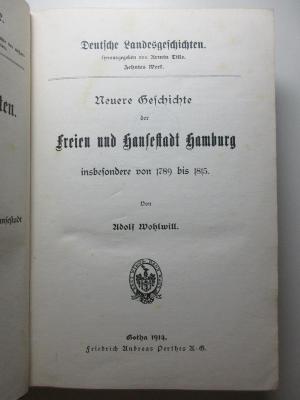 Deutsche Landesgeschichten.
Herausgegeben von Armin Tille.
Zehntes Werk.
Neuere Geschichte
der
Freien und Hansestadt Hamburg
insbesondere von 1789 bis 1815.
Von
Adolf Wohlwill.
Gotha 1914.
Friedrich Andreas Perthes A.-G.